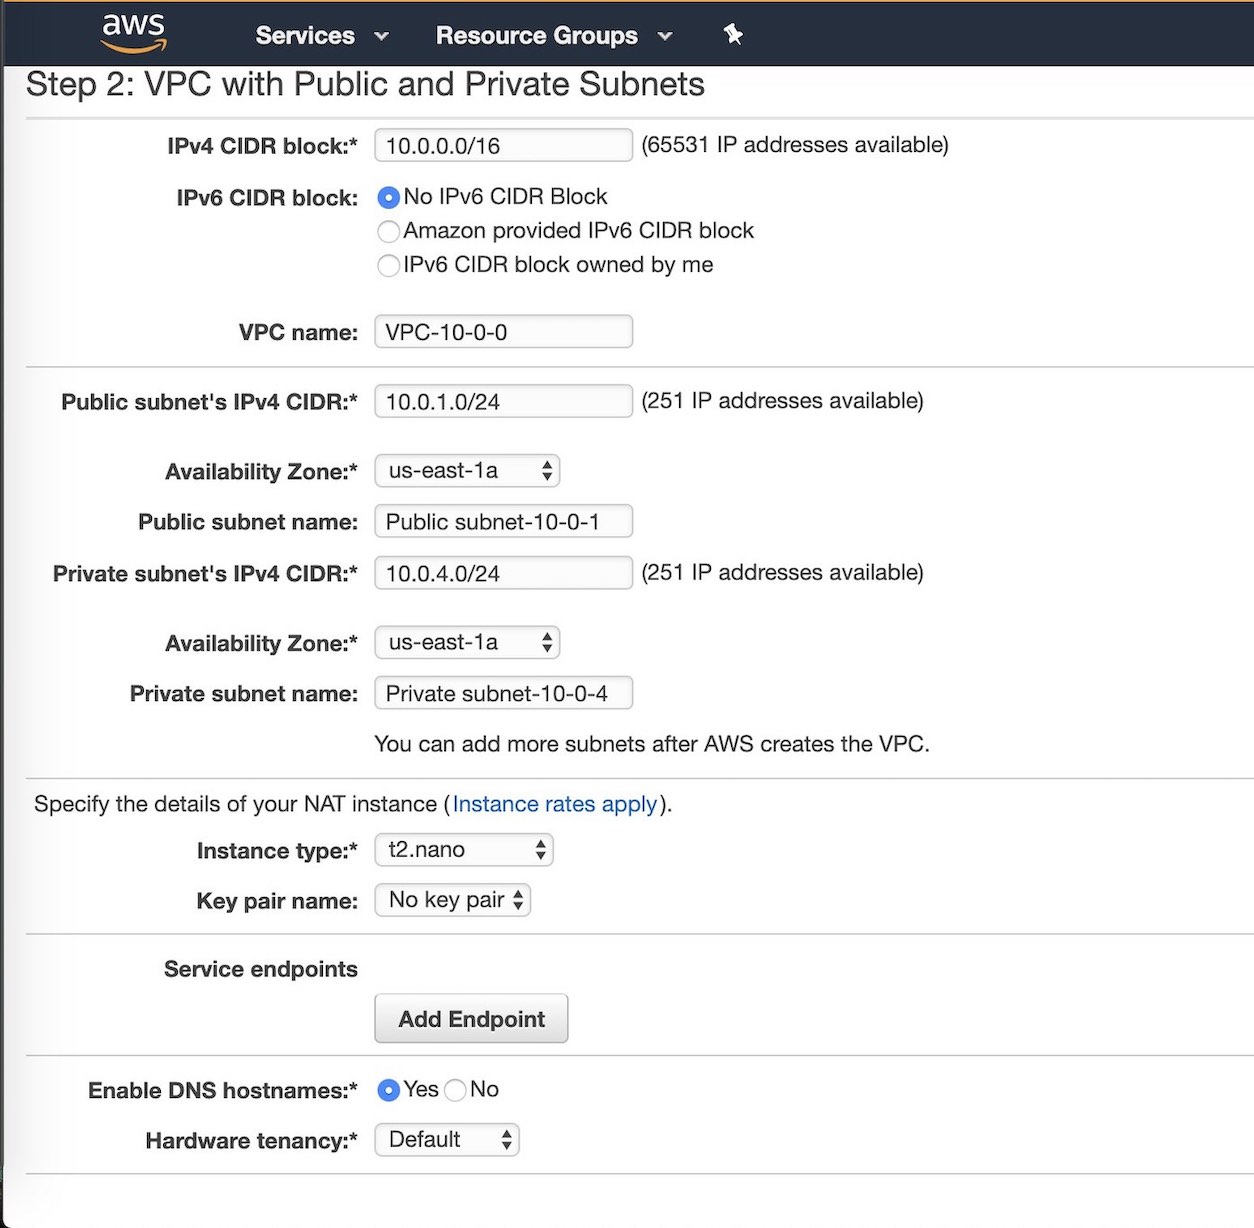 aws Services Resource Groups
Step 2: VPC with Public and Private Subnets
IPv4 CIDR block:* 10.0.0.0/16 (65531 IP addresses available)
IPv6 CIDR block: No IPv6 CIDR Block
Amazon provided IPv6 CIDR block
IPv6 CIDR block owned by me
VPC name: VPC-10-0-0
Public subnet's IPv4 CIDR:* 10.0.1.0/24 (251 IP addresses available)
Availability Zone:* us-east-1a
Public subnet name: Public subnet-10-0-1
Private subnet's IPv4 CIDR:* 10.0.4.0/24 (251 IP addresses available)
Availability Zone:* us-east-1a
Private subnet name: Private subnet-10-0-4
You can add more subnets after AWS creates the VPC.
Specify the details of your NAT instance (Instance rates apply).
Instance type:* t2.nano
Key pair name: No key pair
Service endpoints
Add Endpoint
Enable DNS hostnames:* Yes No
Hardware tenancy:* Default